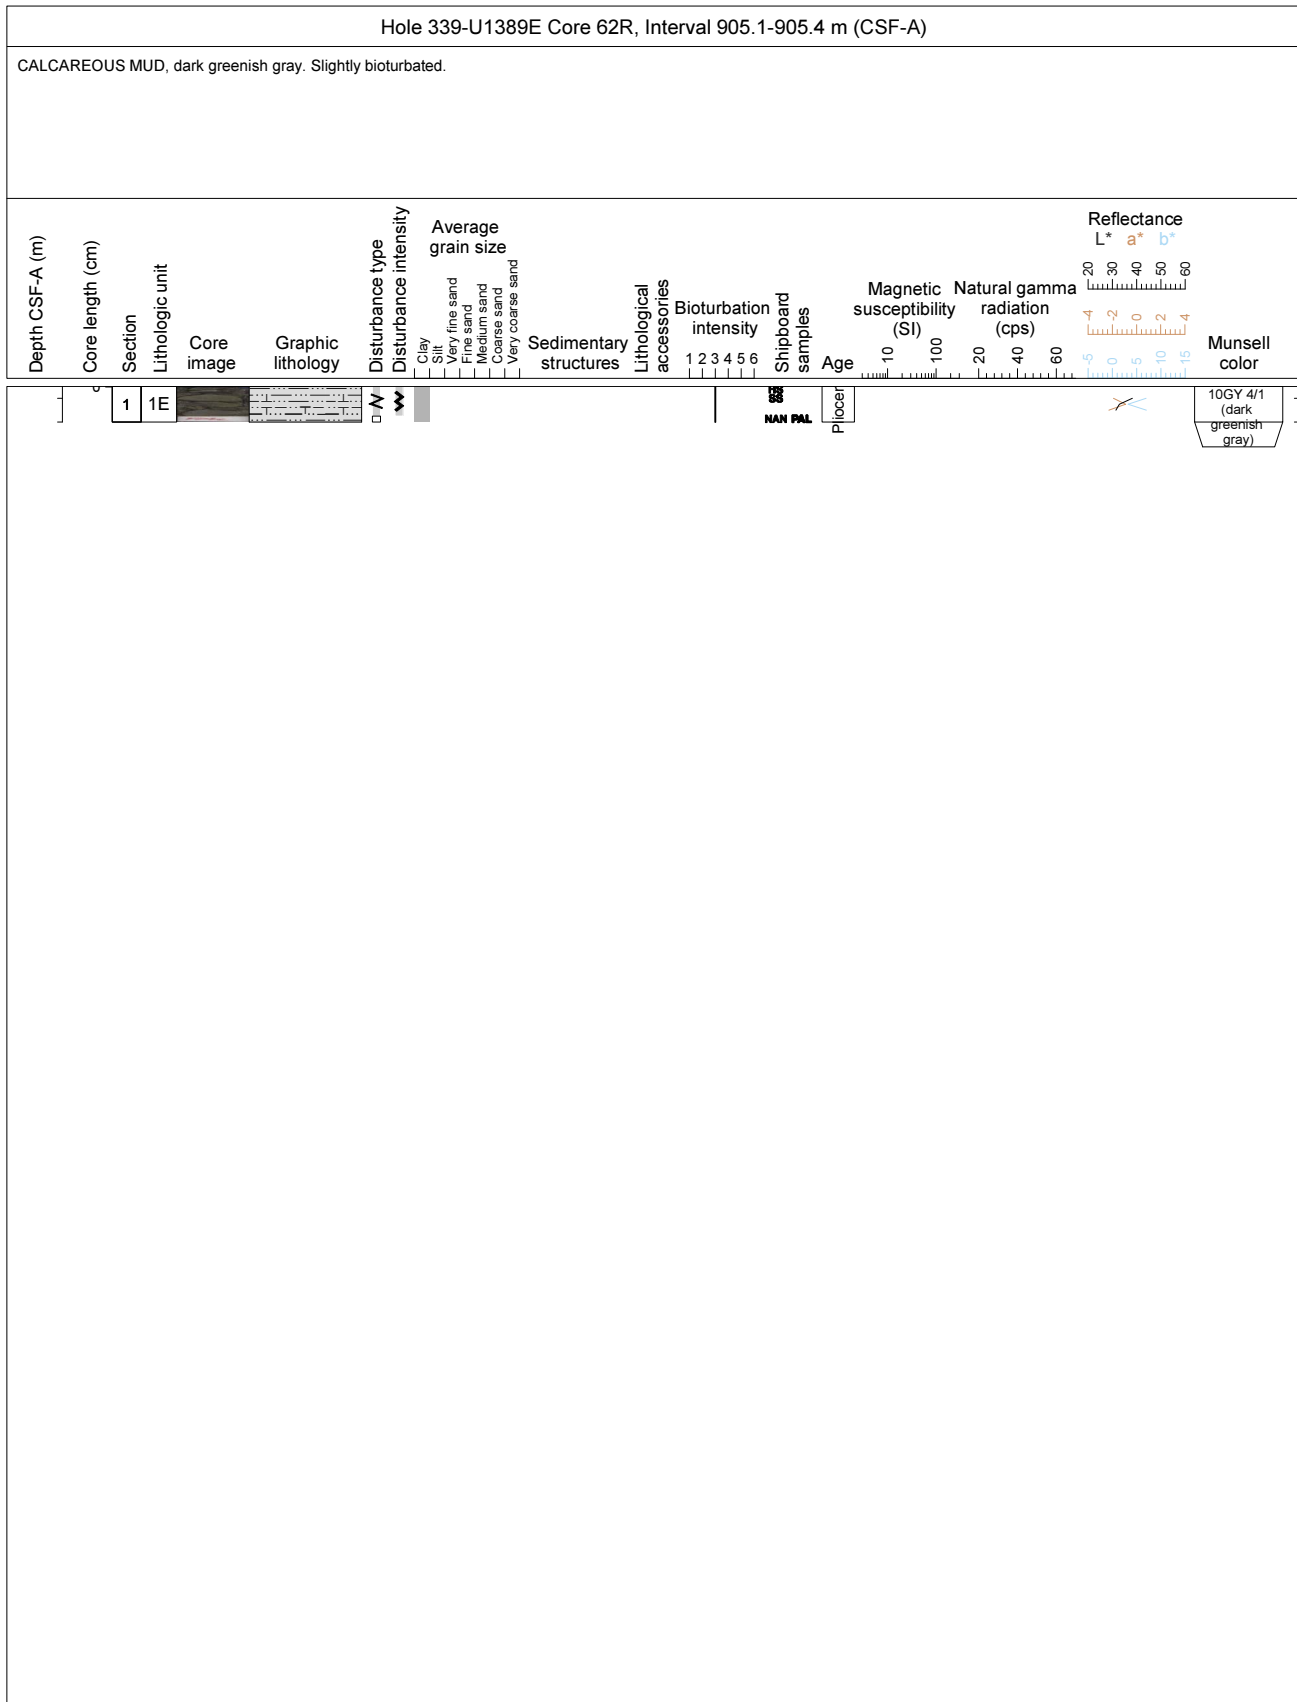 Hole 339-U1389E Core 62R, Interval 905.1-905.4 m (CSF-A)
CALCAREOUS MUD, dark greenish gray. Slightly bioturbated.
Depth CSF-A (m)
Core length (cm)
Section
Lithologic unit
Core
image
Graphic
lithology
Disturbance type
Disturbance intensity
Average
grain size
Clay
Silt
Very fine sand
Fine sand
Medium sand
Coarse sand
Very coarse sand
Sedimentary
structures
Lithological
accessories
Bioturbation
intensity
1 2 3 4 5 6
Shipboard
samples
Age
Magnetic
susceptibility
(SI)
10 100
Natural gamma
radiation
(cps)
20 40 60
Reflectance
L* a* b*
20 30 40 50 60
-4 -2 0 2 4
-5 0 5 10 15
Munsell
color
1
1E
SS
NAN PAL
Pliocen
10GY 4/1
(dark
greenish
gray)